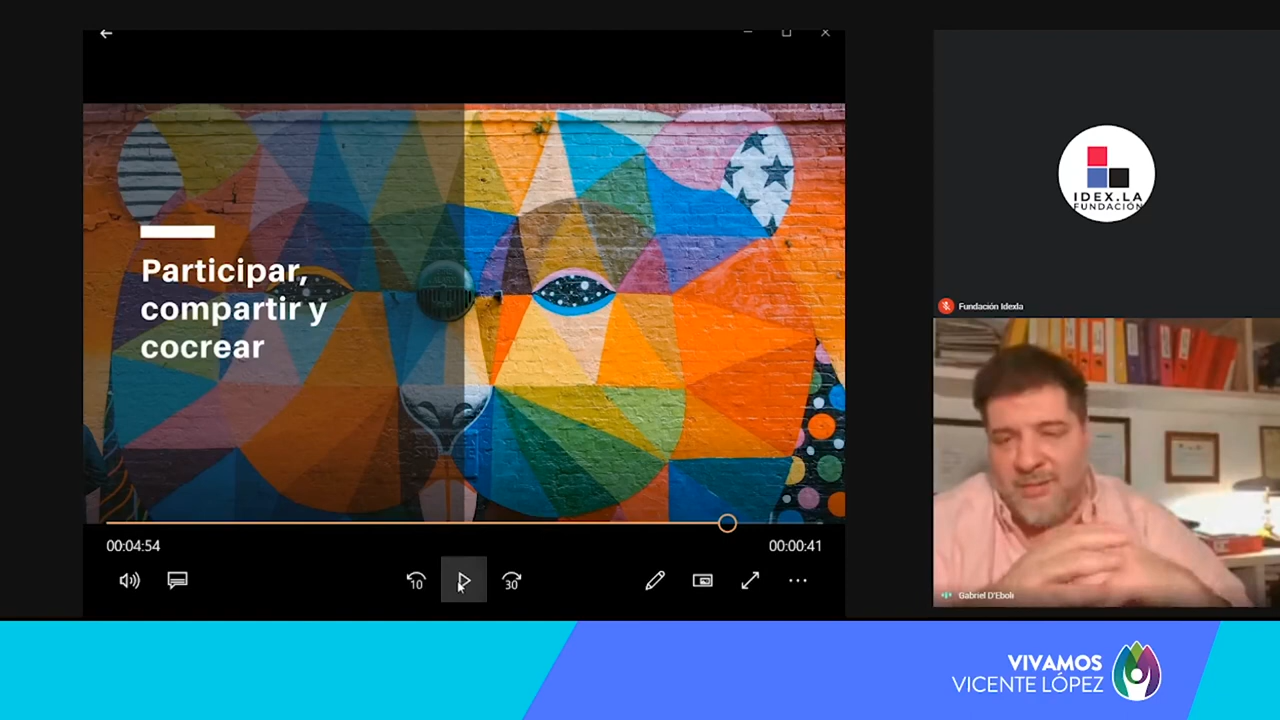 Participar,
compartir y
cocrear
00:04:54
00:00:41
10
30
IDEX.LA
FUNDACIÓN
Fundación Idexla
Gabriel D'Eboli
VIVAMOS
VICENTE LÓPEZ